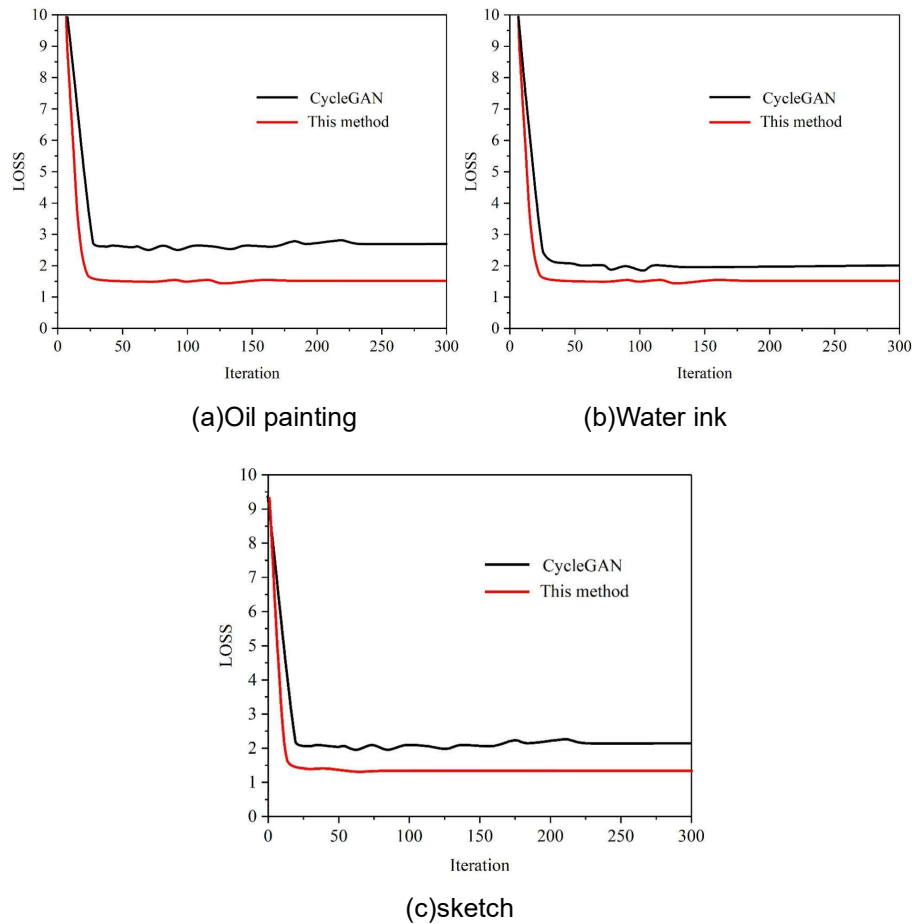 10
9
8
7
6
5
4
3
2
1
0
LOSS
CycleGAN
This method
0 50 100 150 200 250 300
Iteration
(a)Oil painting
10
9
8
7
6
5
4
3
2
1
0
LOSS
CycleGAN
This method
0 50 100 150 200 250 300
Iteration
(b)Water ink
10
9
8
7
6
5
4
3
2
1
0
LOSS
CycleGAN
This method
0 50 100 150 200 250 300
Iteration
(c)sketch